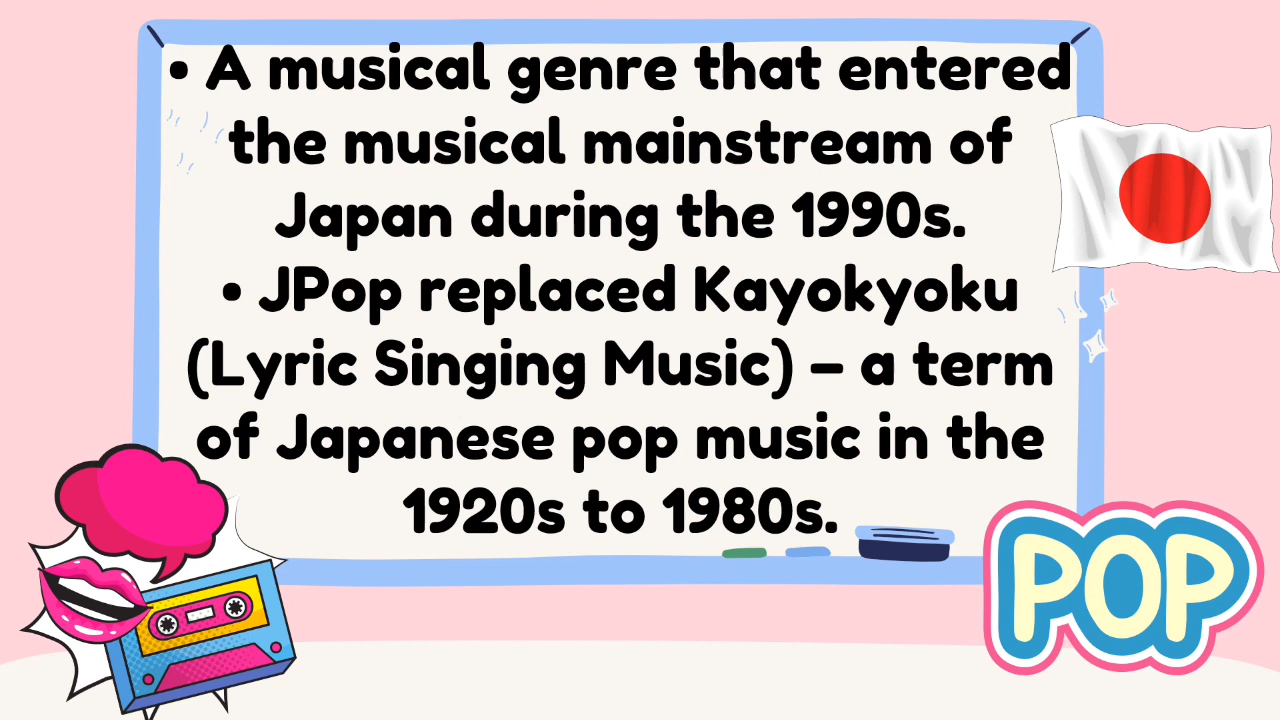 • A musical genre that entered
the musical mainstream of
Japan during the 1990s.
• JPop replaced Kayokyoku
(Lyric Singing Music) – a term
of Japanese pop music in the
1920s to 1980s.
POP